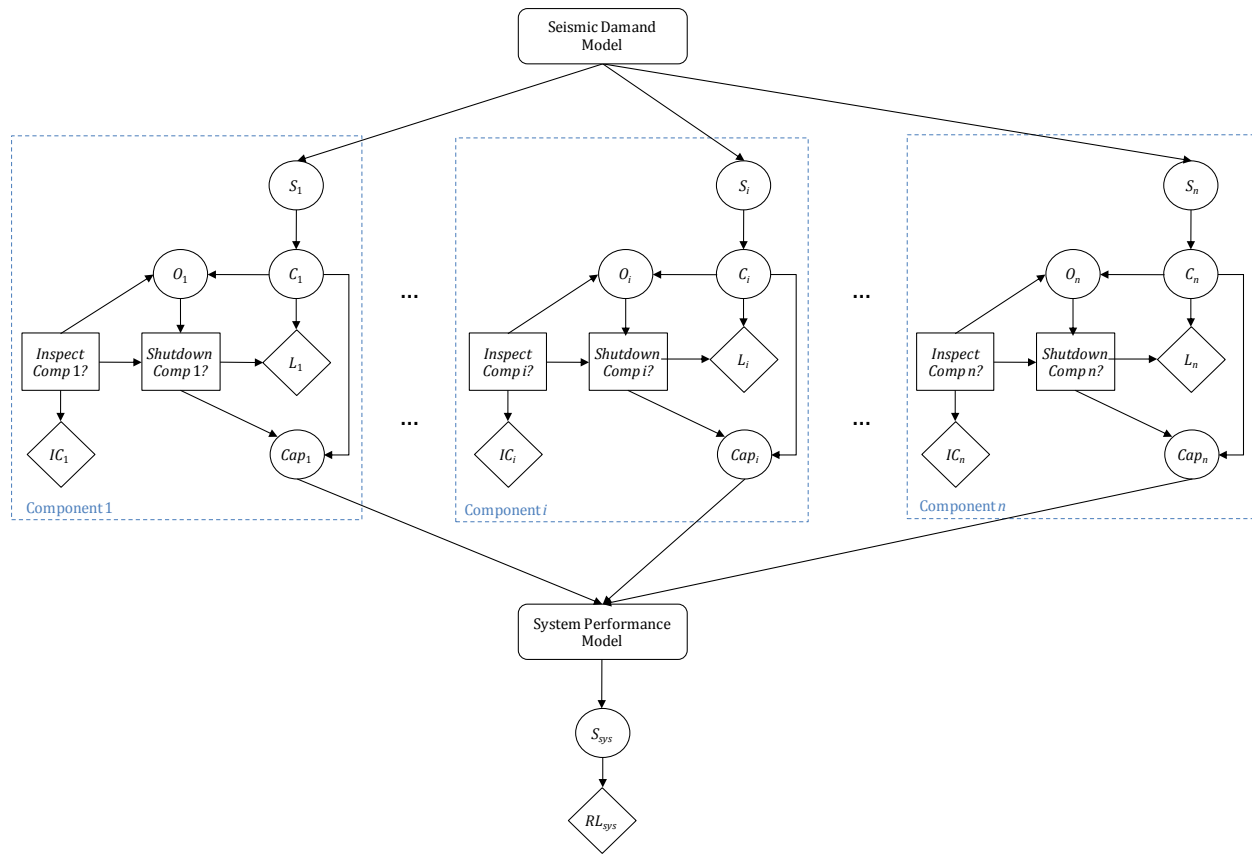 Seismic Damand
Model
S₁
Sᵢ
Sₙ
O₁
C₁
Oᵢ
Cᵢ
Oₙ
Cₙ
...
...
Inspect
Comp 1?
Shutdown
Comp 1?
L₁
Inspect
Comp i?
Shutdown
Comp i?
Lᵢ
Inspect
Comp n?
Shutdown
Comp n?
Lₙ
...
...
IC₁
Cap₁
ICᵢ
Capᵢ
ICₙ
Capₙ
Component 1
Component i
Component n
System Performance
Model
S_sys
RL_sys